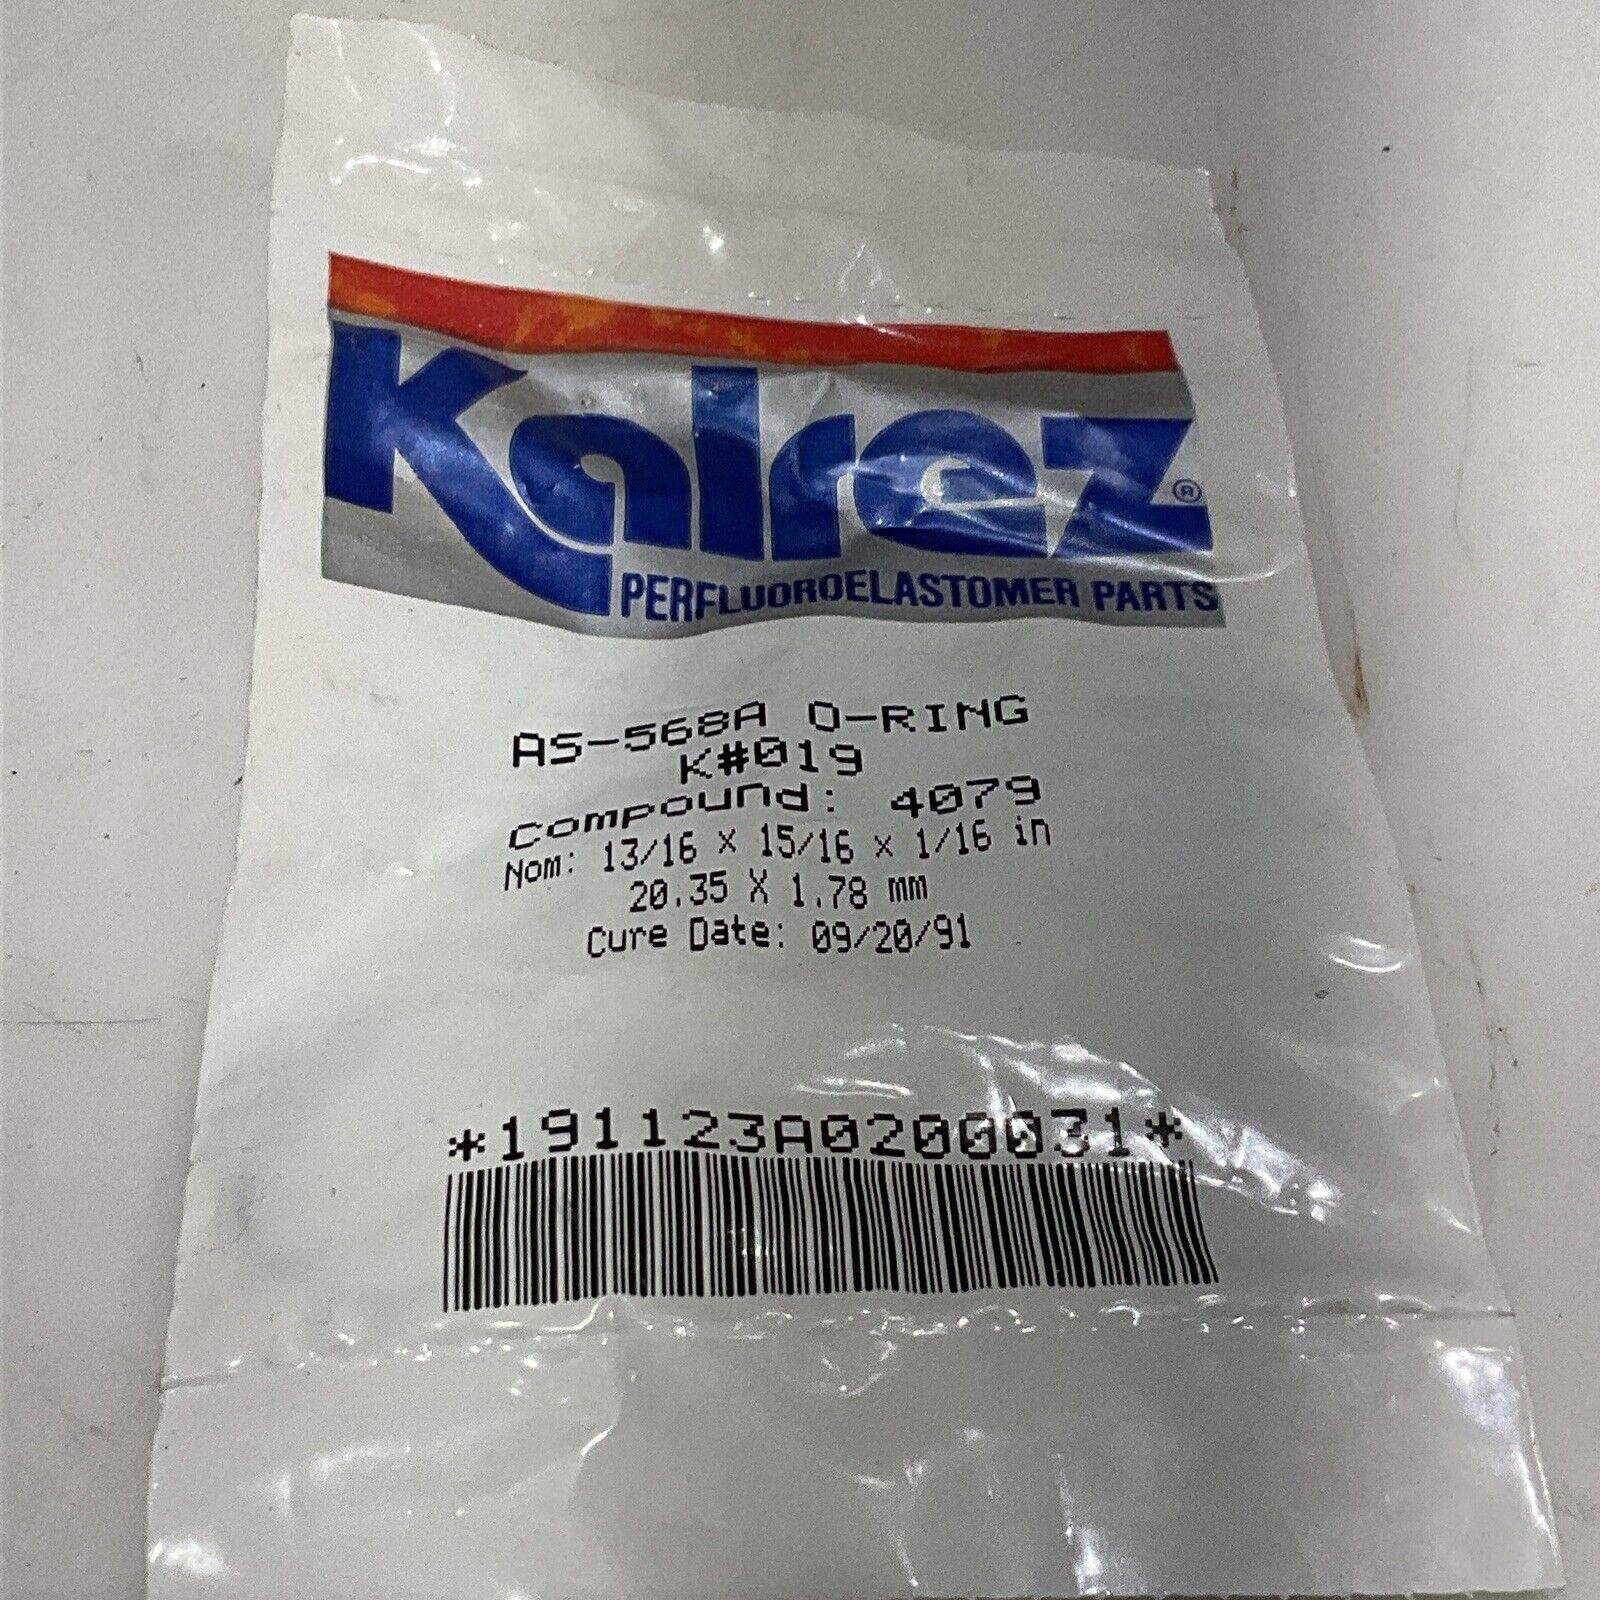 Kalrez®
PERFLUOROELASTOMER PARTS
AS-568A O-RING
K#019
Compound: 4079
Nom: 13/16 x 15/16 x 1/16 in
20.35 X 1.78 mm
Cure Date: 09/20/91
*191123A0200031*